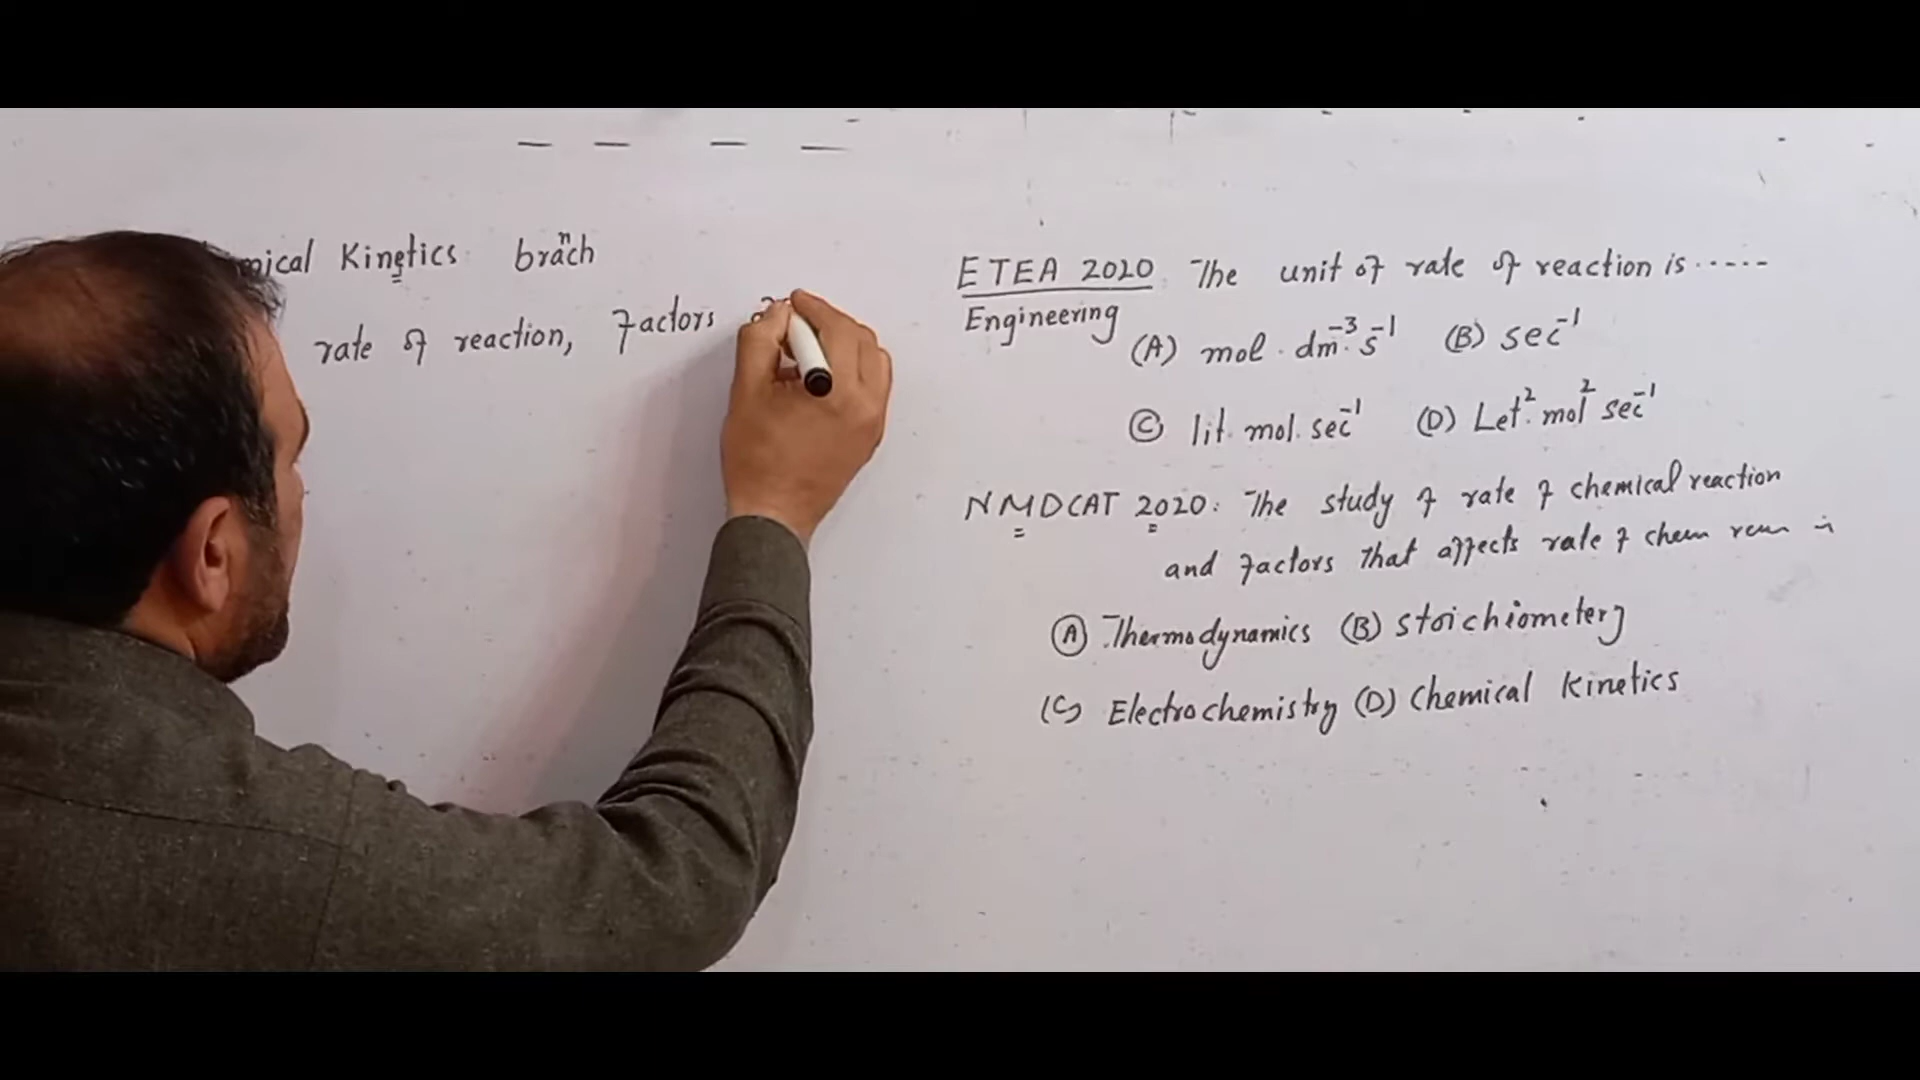 mical Kinetics: branch
rate of reaction, Factors
ETEA 2020 The unit of rate of reaction is ------
Engineering
(A) mol. dm⁻³. s⁻¹ (B) sec⁻¹
(C) lit. mol. sec⁻¹ (D) Let². mol² sec⁻¹
NMDCAT 2020: The study of rate of chemical reaction
and factors that affects rate of chem
(A) Thermodynamics (B) Stoichiometery
(C) Electrochemistry (D) Chemical Kinetics